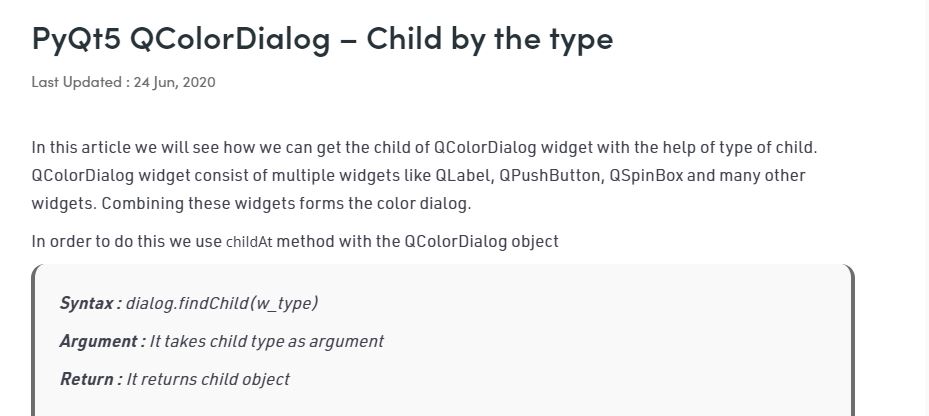 PyQt5 QColorDialog – Child by the type
Last Updated : 24 Jun, 2020
In this article we will see how we can get the child of QColorDialog widget with the help of type of child.
QColorDialog widget consist of multiple widgets like QLabel, QPushButton, QSpinBox and many other
widgets. Combining these widgets forms the color dialog.
In order to do this we use childAt method with the QColorDialog object
Syntax : dialog.findChild(w_type)
Argument : It takes child type as argument
Return : It returns child object